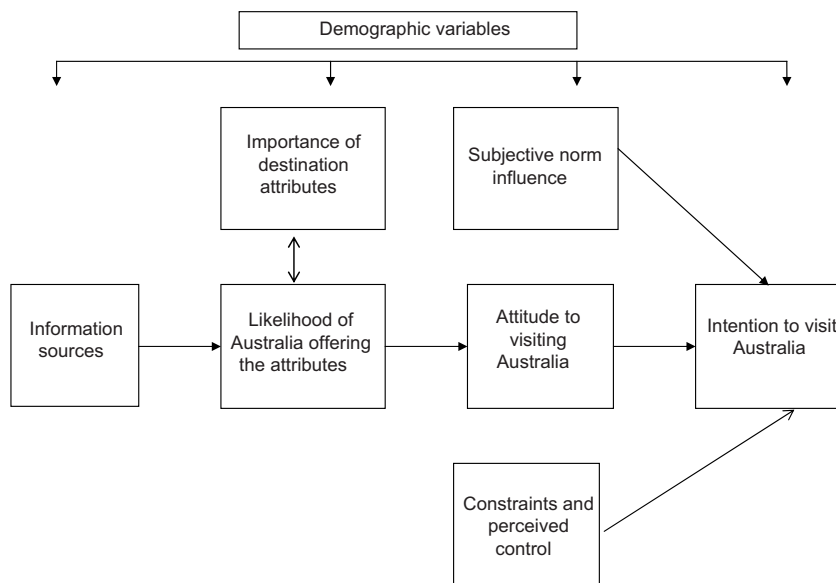 Demographic variables
Importance of
destination
attributes
Subjective norm
influence
Information
sources
Likelihood of
Australia offering
the attributes
Attitude to
visiting
Australia
Intention to visit
Australia
Constraints and
perceived
control